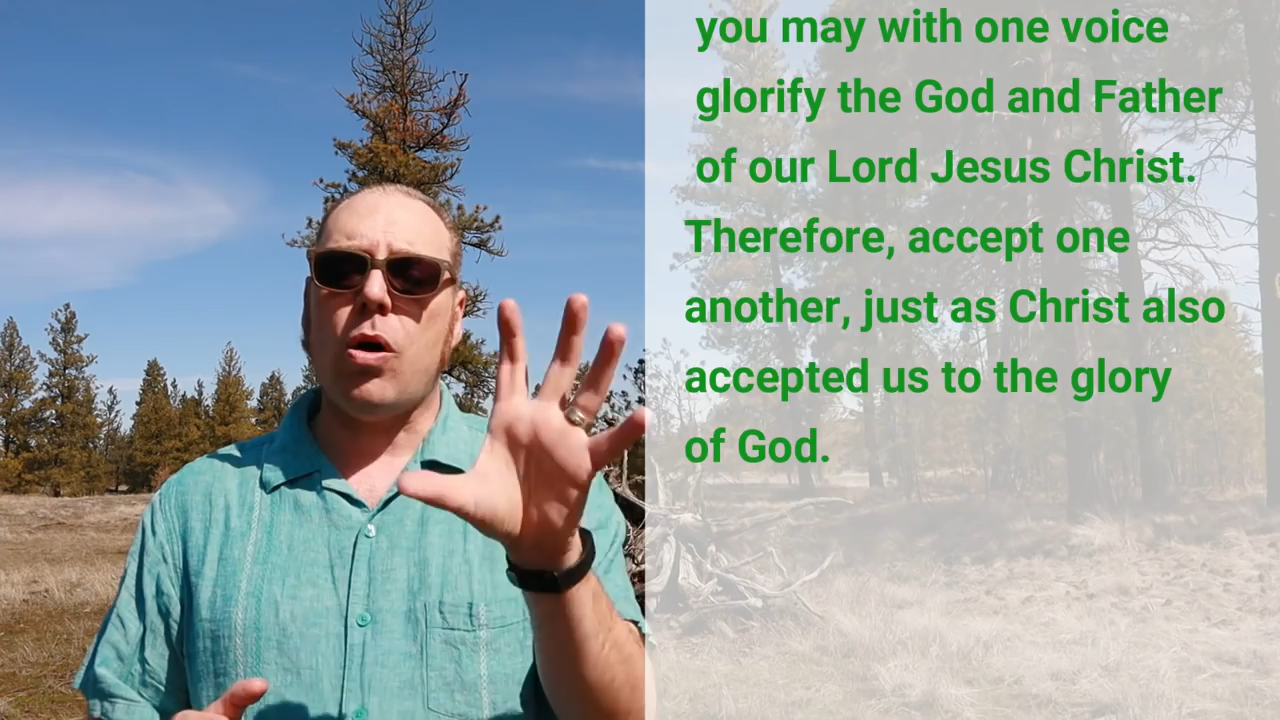 you may with one voice
glorify the God and Father
of our Lord Jesus Christ.
Therefore, accept one
another, just as Christ also
accepted us to the glory
of God.